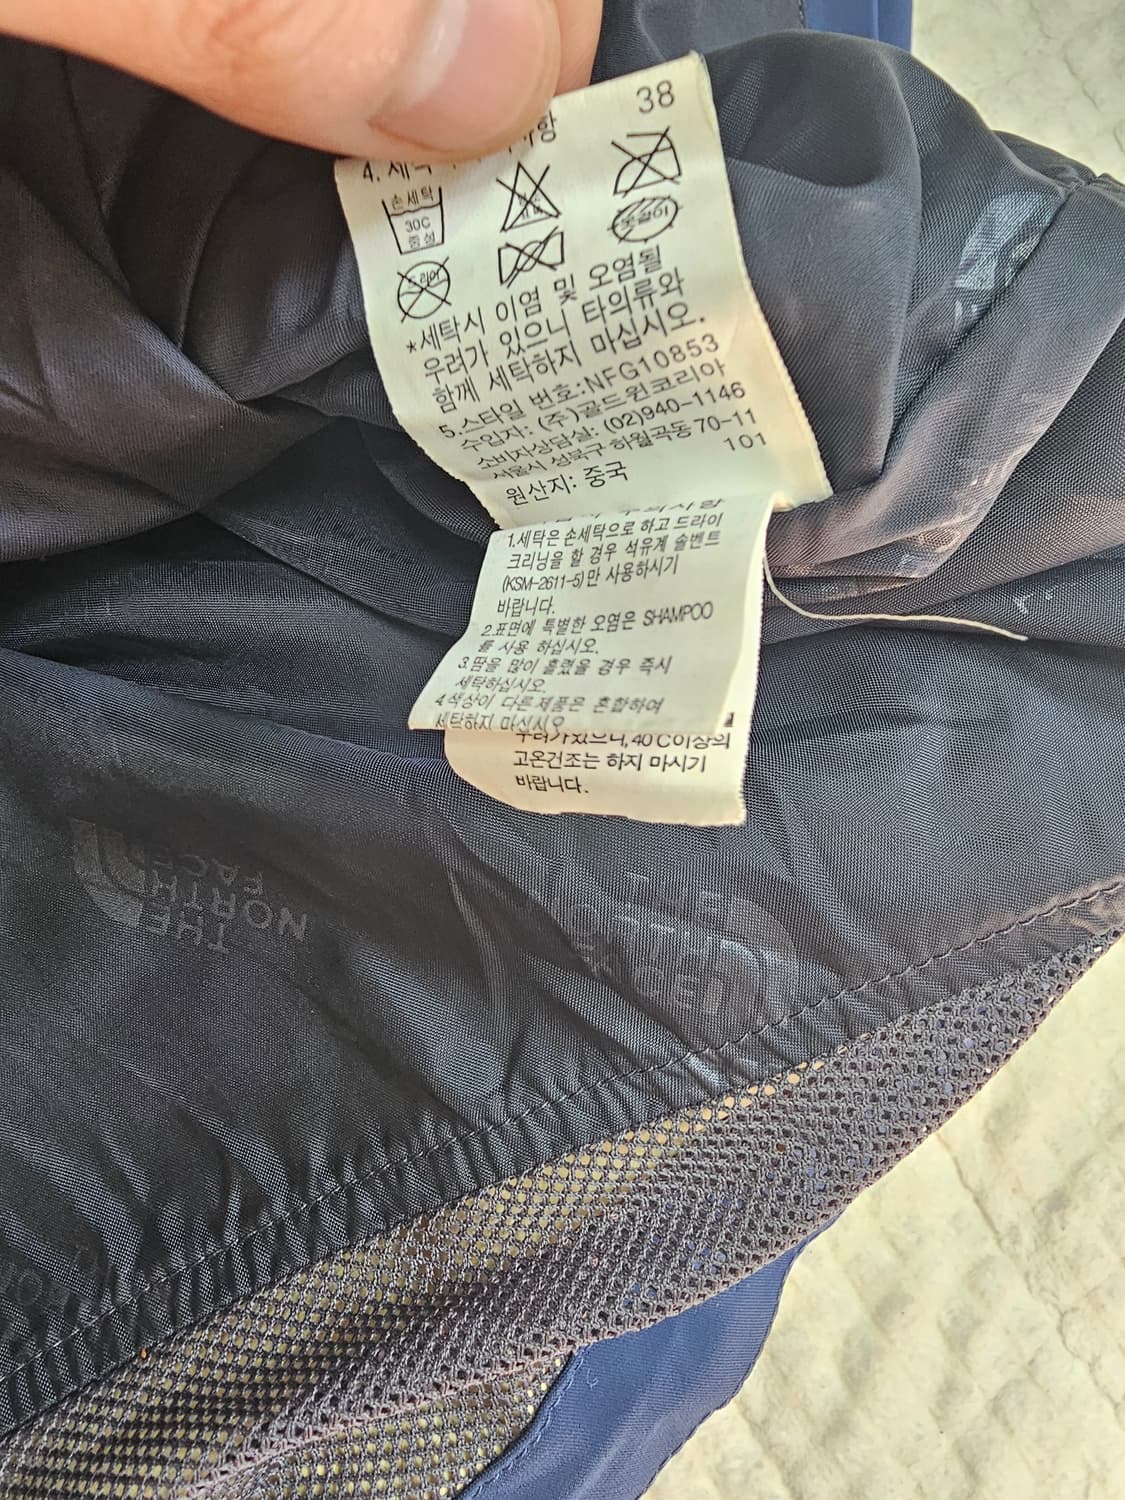 38
손세탁
30C
중성
드라이
*세탁시 이염 및 오염될
우려가 있으니 타의류와
함께 세탁하지 마십시오.
5.스타일 번호:NFG10853
수입자: (주)골드윈코리아
소비자상담실: (02)940-1146
서울시 성북구 하월곡동 70-11
101
원산지: 중국
1.세탁은 손세탁으로 하고 드라이
크리닝을 할 경우 석유계 솔벤트
(KSM-2611-5)만 사용하시기
바랍니다.
2.표면에 특별한 오염은 SHAMPOO
를 사용 하십시오.
3.땀을 많이 흘렸을 경우 즉시
세탁하십시오.
4.색상이 다른제품은 혼합하여
세탁하지 마십시오
우려가있으니,40℃이상의
고온건조는 하지 마시기
바랍니다.
THE
NORTH
FACE